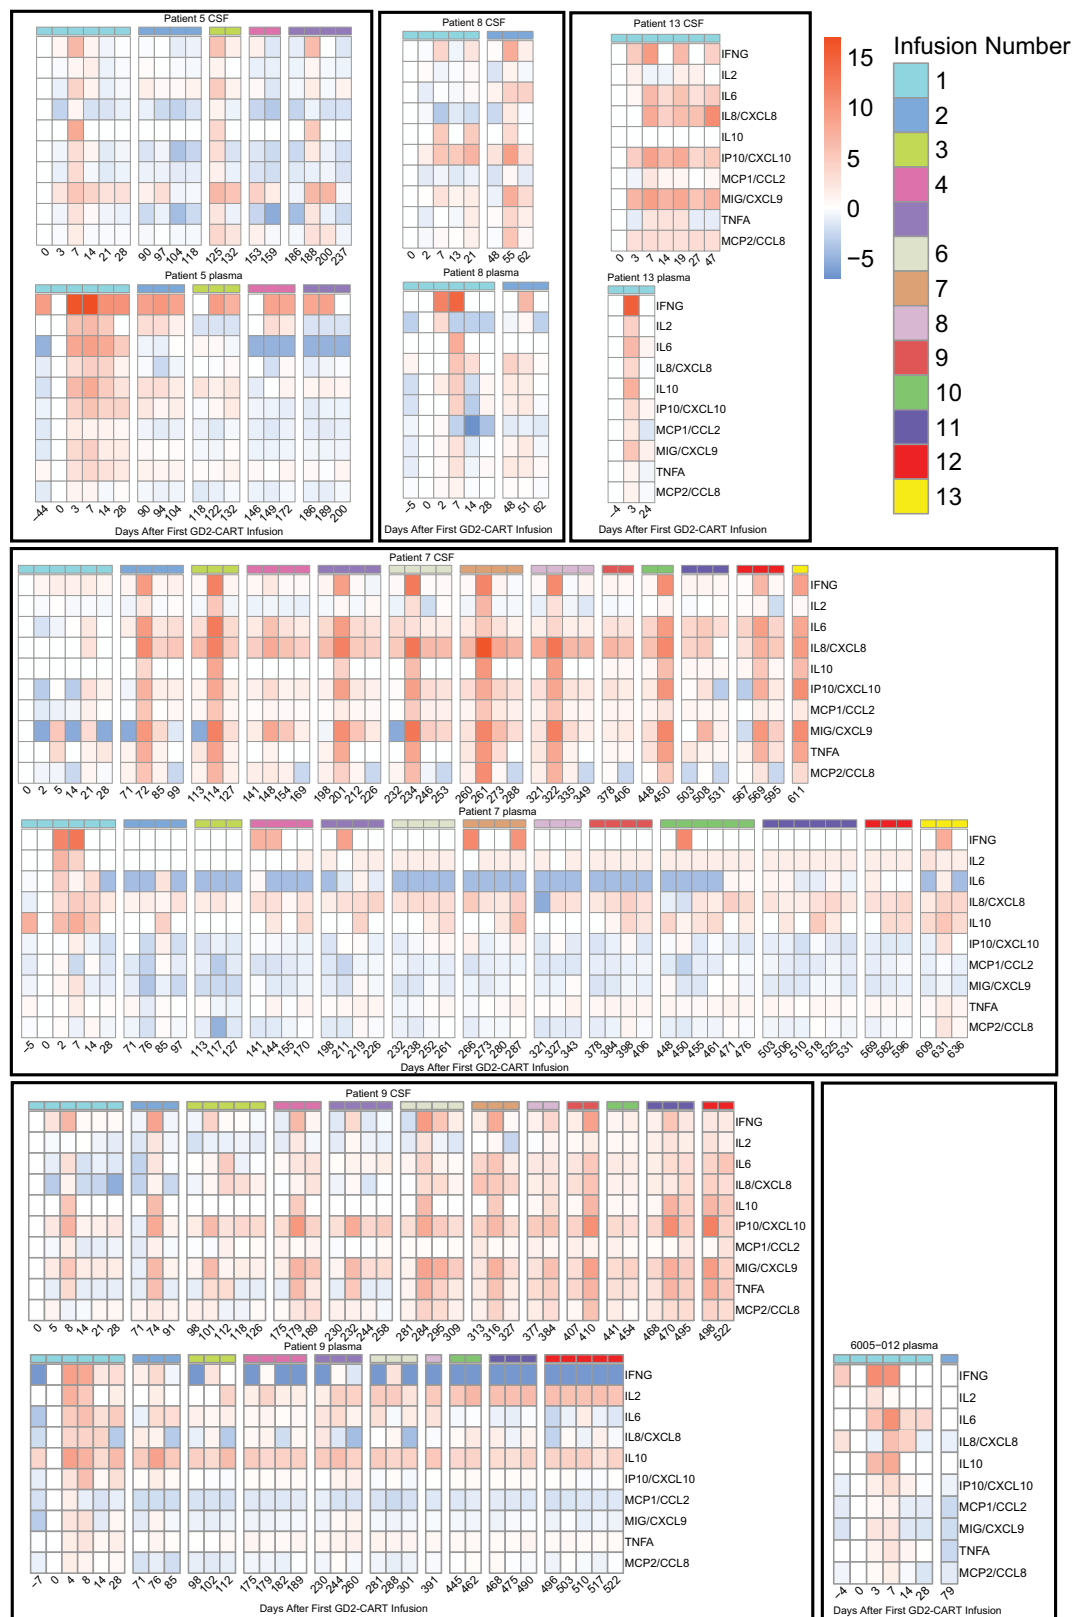 Patient 5 CSF
0 3 7 14 21 28 90 97 104 118 125 132 153 159 186 188 200 237
Patient 5 plasma
−44 0 3 7 14 28 90 94 104 118 122 132 146 149 172 186 189 200
Days After First GD2-CART Infusion
Patient 8 CSF
0 2 7 13 21 48 55 62
Patient 8 plasma
−5 0 2 7 14 28 48 51 62
Days After First GD2-CART Infusion
Patient 13 CSF
IFNG
IL2
IL6
IL8/CXCL8
IL10
IP10/CXCL10
MCP1/CCL2
MIG/CXCL9
TNFA
MCP2/CCL8
0 3 7 14 19 27 47
Patient 13 plasma
IFNG
IL2
IL6
IL8/CXCL8
IL10
IP10/CXCL10
MCP1/CCL2
MIG/CXCL9
TNFA
MCP2/CCL8
−4 3 24
Days After First GD2-CART Infusion
15
10
5
0
−5
Infusion Number
1
2
3
4
6
7
8
9
10
11
12
13
Patient 7 CSF
IFNG
IL2
IL6
IL8/CXCL8
IL10
IP10/CXCL10
MCP1/CCL2
MIG/CXCL9
TNFA
MCP2/CCL8
0 2 5 14 21 28 71 72 85 99 113 114 127 141 148 154 169 198 201 212 226 232 234 246 253 260 261 273 288 321 322 335 349 378 406 448 450 503 508 531 567 569 595 611
Patient 7 plasma
IFNG
IL2
IL6
IL8/CXCL8
IL10
IP10/CXCL10
MCP1/CCL2
MIG/CXCL9
TNFA
MCP2/CCL8
−5 0 2 7 14 28 71 76 85 97 113 117 127 141 144 155 170 198 211 219 226 232 238 252 261 266 273 280 287 321 327 343 378 384 398 406 448 450 455 461 471 476 503 506 510 518 525 531 569 582 596 609 631 636
Days After First GD2-CART Infusion
Patient 9 CSF
IFNG
IL2
IL6
IL8/CXCL8
IL10
IP10/CXCL10
MCP1/CCL2
MIG/CXCL9
TNFA
MCP2/CCL8
0 5 8 14 21 28 71 74 91 98 101 112 118 126 175 179 189 230 232 244 258 281 284 295 309 313 316 327 377 384 407 410 441 454 468 470 495 498 522
Patient 9 plasma
IFNG
IL2
IL6
IL8/CXCL8
IL10
IP10/CXCL10
MCP1/CCL2
MIG/CXCL9
TNFA
MCP2/CCL8
−7 0 4 8 14 28 71 76 85 98 102 112 175 179 182 189 230 244 260 281 288 301 391 445 462 468 475 490 496 503 510 517 522
Days After First GD2-CART Infusion
6005−012 plasma
IFNG
IL2
IL6
IL8/CXCL8
IL10
IP10/CXCL10
MCP1/CCL2
MIG/CXCL9
TNFA
MCP2/CCL8
−4 0 3 7 14 28 79
Days After First GD2-CART Infusion